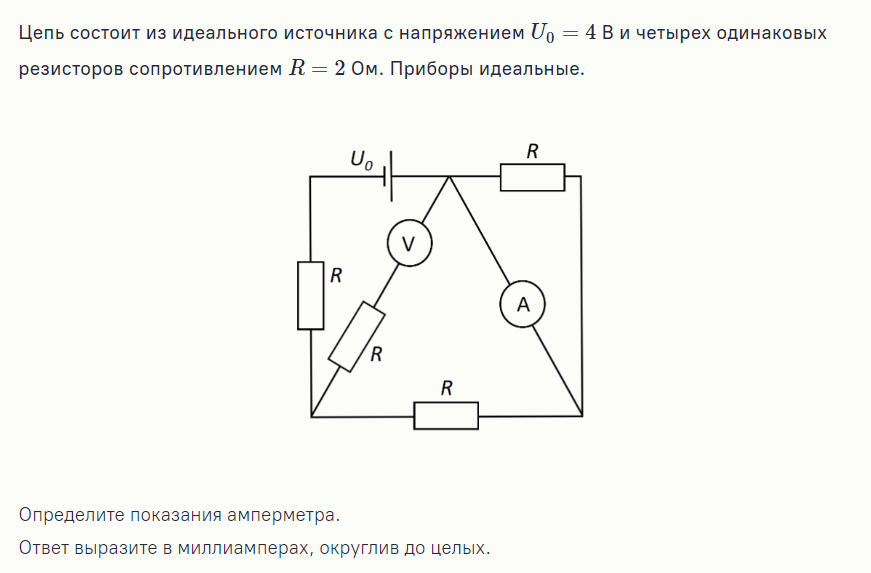 Цепь состоит из идеального источника с напряжением U₀ = 4 В и четырех одинаковых
резисторов сопротивлением R = 2 Ом. Приборы идеальные.
U₀
R
V
R
A
R
R
Определите показания амперметра.
Ответ выразите в миллиамперах, округлив до целых.